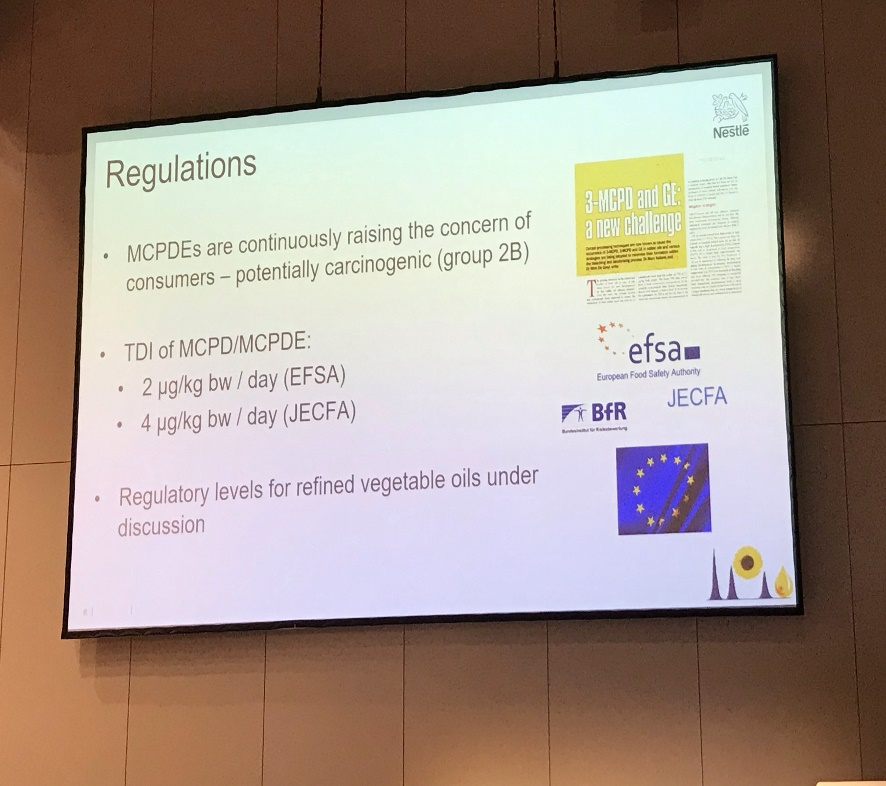 Nestlé
Regulations
3-MCPD and GE:
a new challenge
• MCPDEs are continuously raising the concern of
consumers – potentially carcinogenic (group 2B)
• TDI of MCPD/MCPDE:
• 2 µg/kg bw / day (EFSA)
• 4 µg/kg bw / day (JECFA)
efsa
European Food Safety Authority
JECFA
BfR
Bundesinstitut für Risikobewertung
• Regulatory levels for refined vegetable oils under
discussion